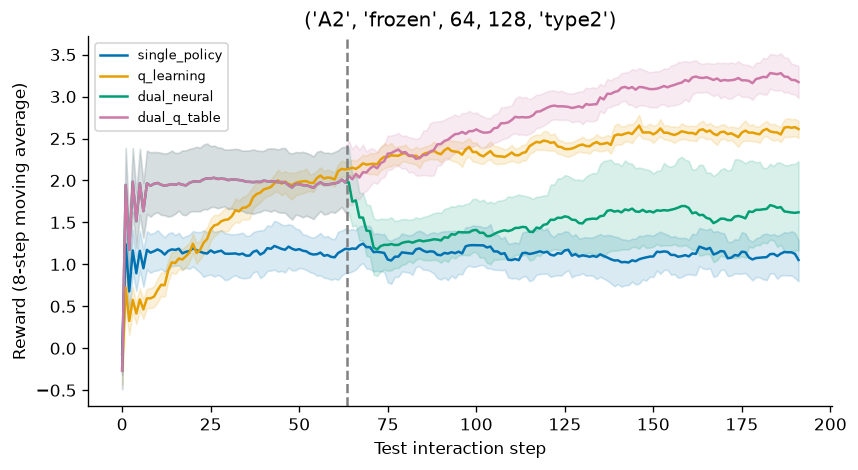 ('A2', 'frozen', 64, 128, 'type2')
Reward (8-step moving average)
3.5
3.0
2.5
2.0
1.5
1.0
0.5
0.0
−0.5
single_policy
q_learning
dual_neural
dual_q_table
0 25 50 75 100 125 150 175 200
Test interaction step